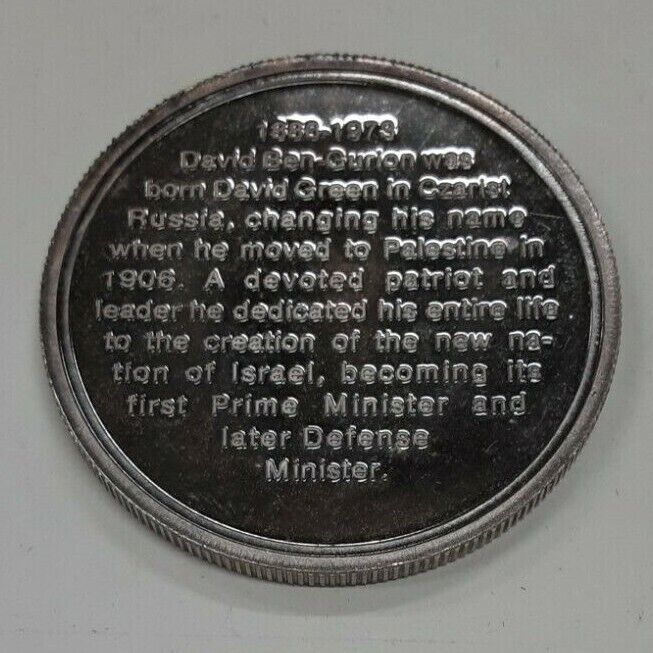 1886-1973
David Ben-Gurion was
born David Green in Czarist
Russia, changing his name
when he moved to Palestine in
1906. A devoted patriot and
leader he dedicated his entire life
to the creation of the new na-
tion of Israel, becoming its
first Prime Minister and
later Defense
Minister.